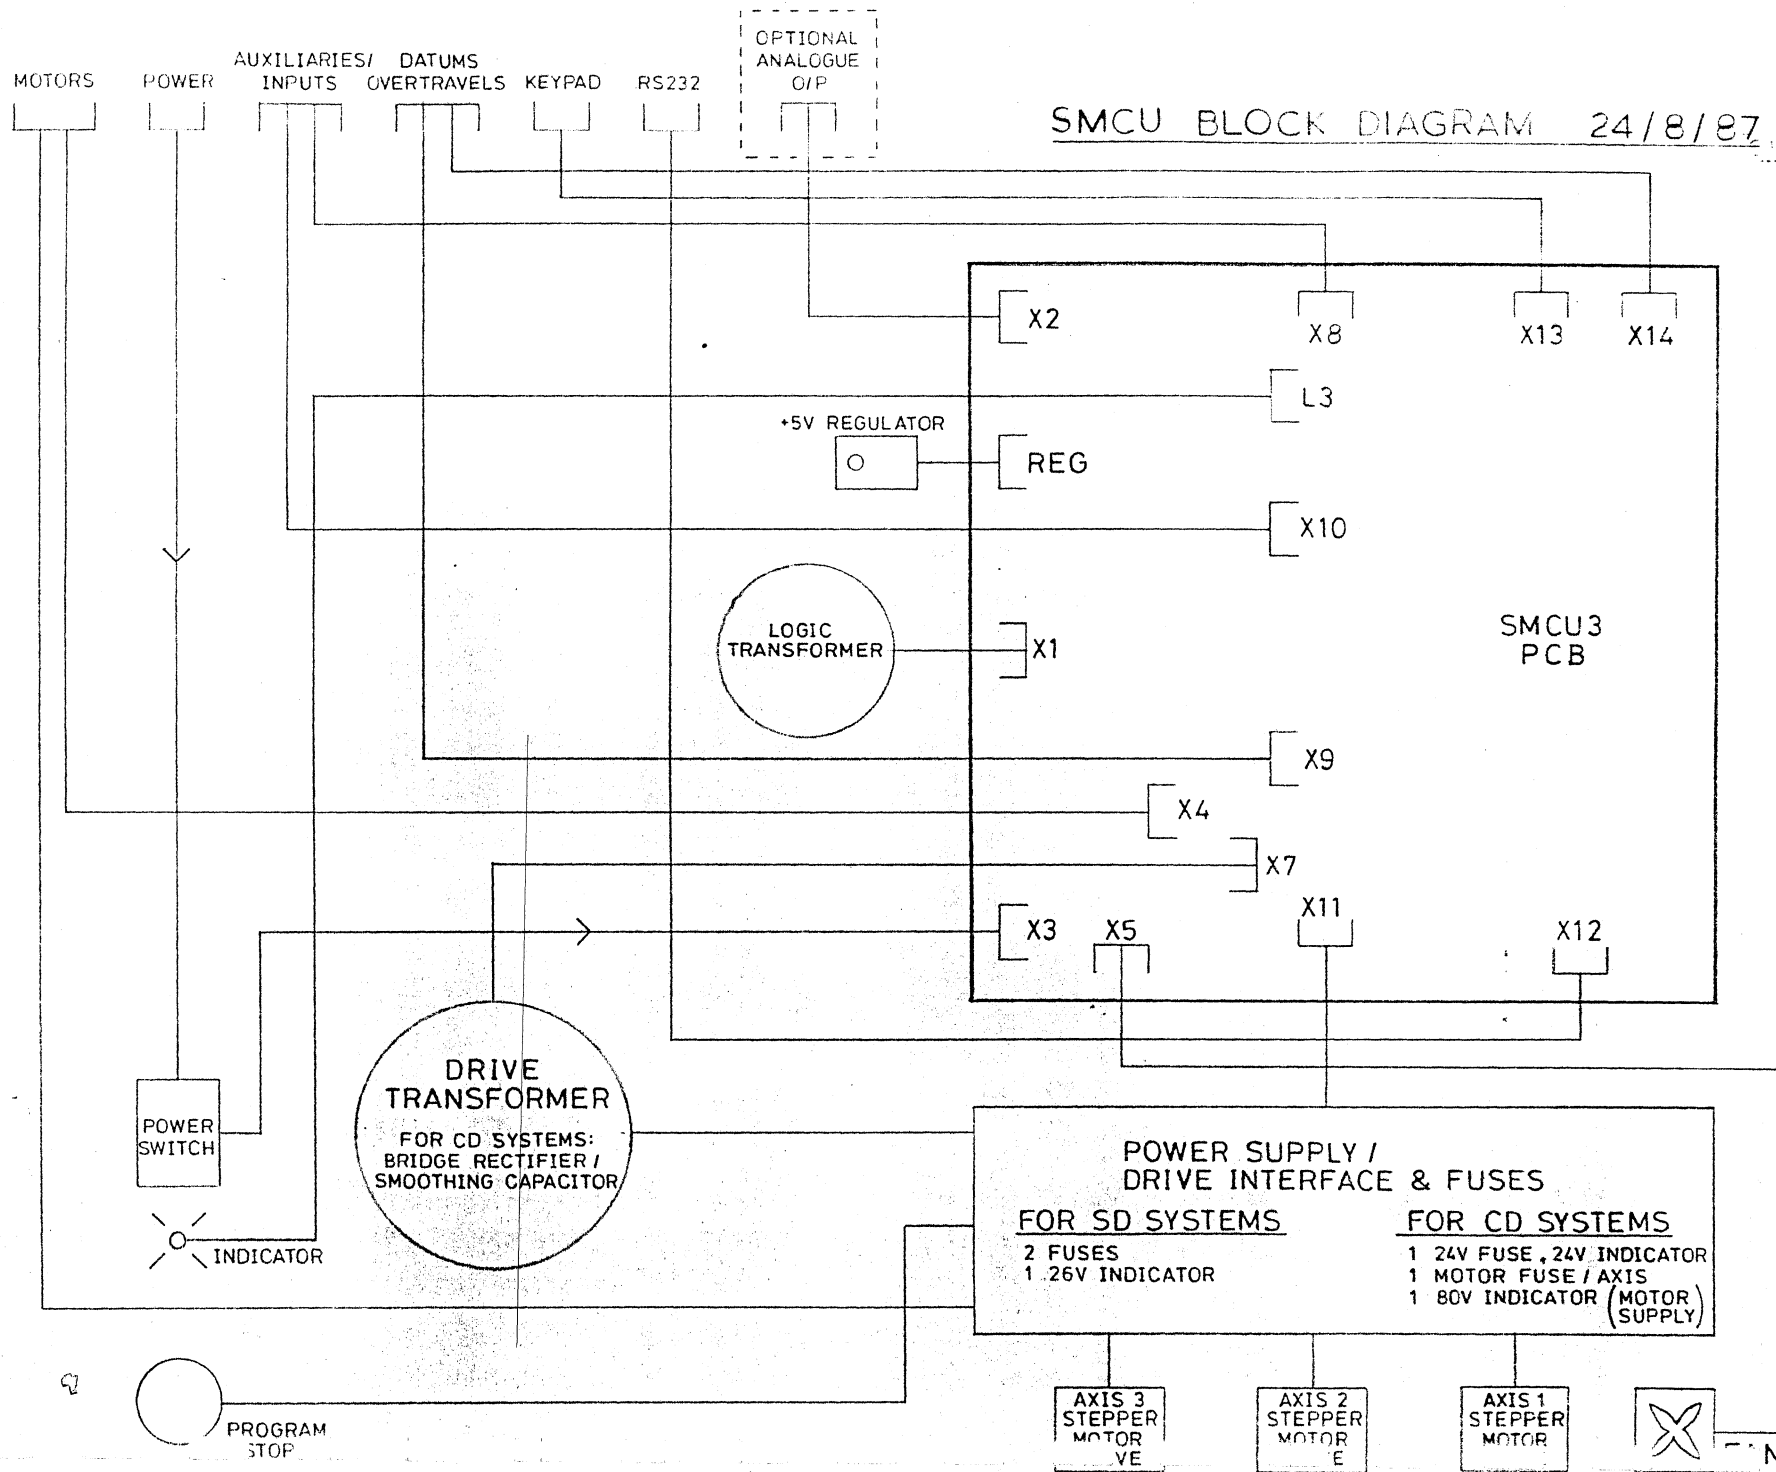 OPTIONAL
ANALOGUE
O/P
MOTORS
POWER
AUXILIARIES/
INPUTS
DATUMS
OVERTRAVELS
KEYPAD
RS232
SMCU BLOCK DIAGRAM 24/8/87
X2
X8
X13
X14
L3
+5V REGULATOR
REG
X10
LOGIC
TRANSFORMER
X1
SMCU3
PCB
X9
X4
X7
X3
X5
X11
X12
DRIVE
TRANSFORMER
FOR CD SYSTEMS:
BRIDGE RECTIFIER/
SMOOTHING CAPACITOR
POWER
SWITCH
INDICATOR
POWER SUPPLY/
DRIVE INTERFACE & FUSES
FOR SD SYSTEMS
2 FUSES
1 26V INDICATOR
FOR CD SYSTEMS
1 24V FUSE, 24V INDICATOR
1 MOTOR FUSE/AXIS
1 80V INDICATOR (MOTOR
SUPPLY)
PROGRAM
STOP
AXIS 3
STEPPER
MOTOR
VE
AXIS 2
STEPPER
MOTOR
E
AXIS 1
STEPPER
MOTOR